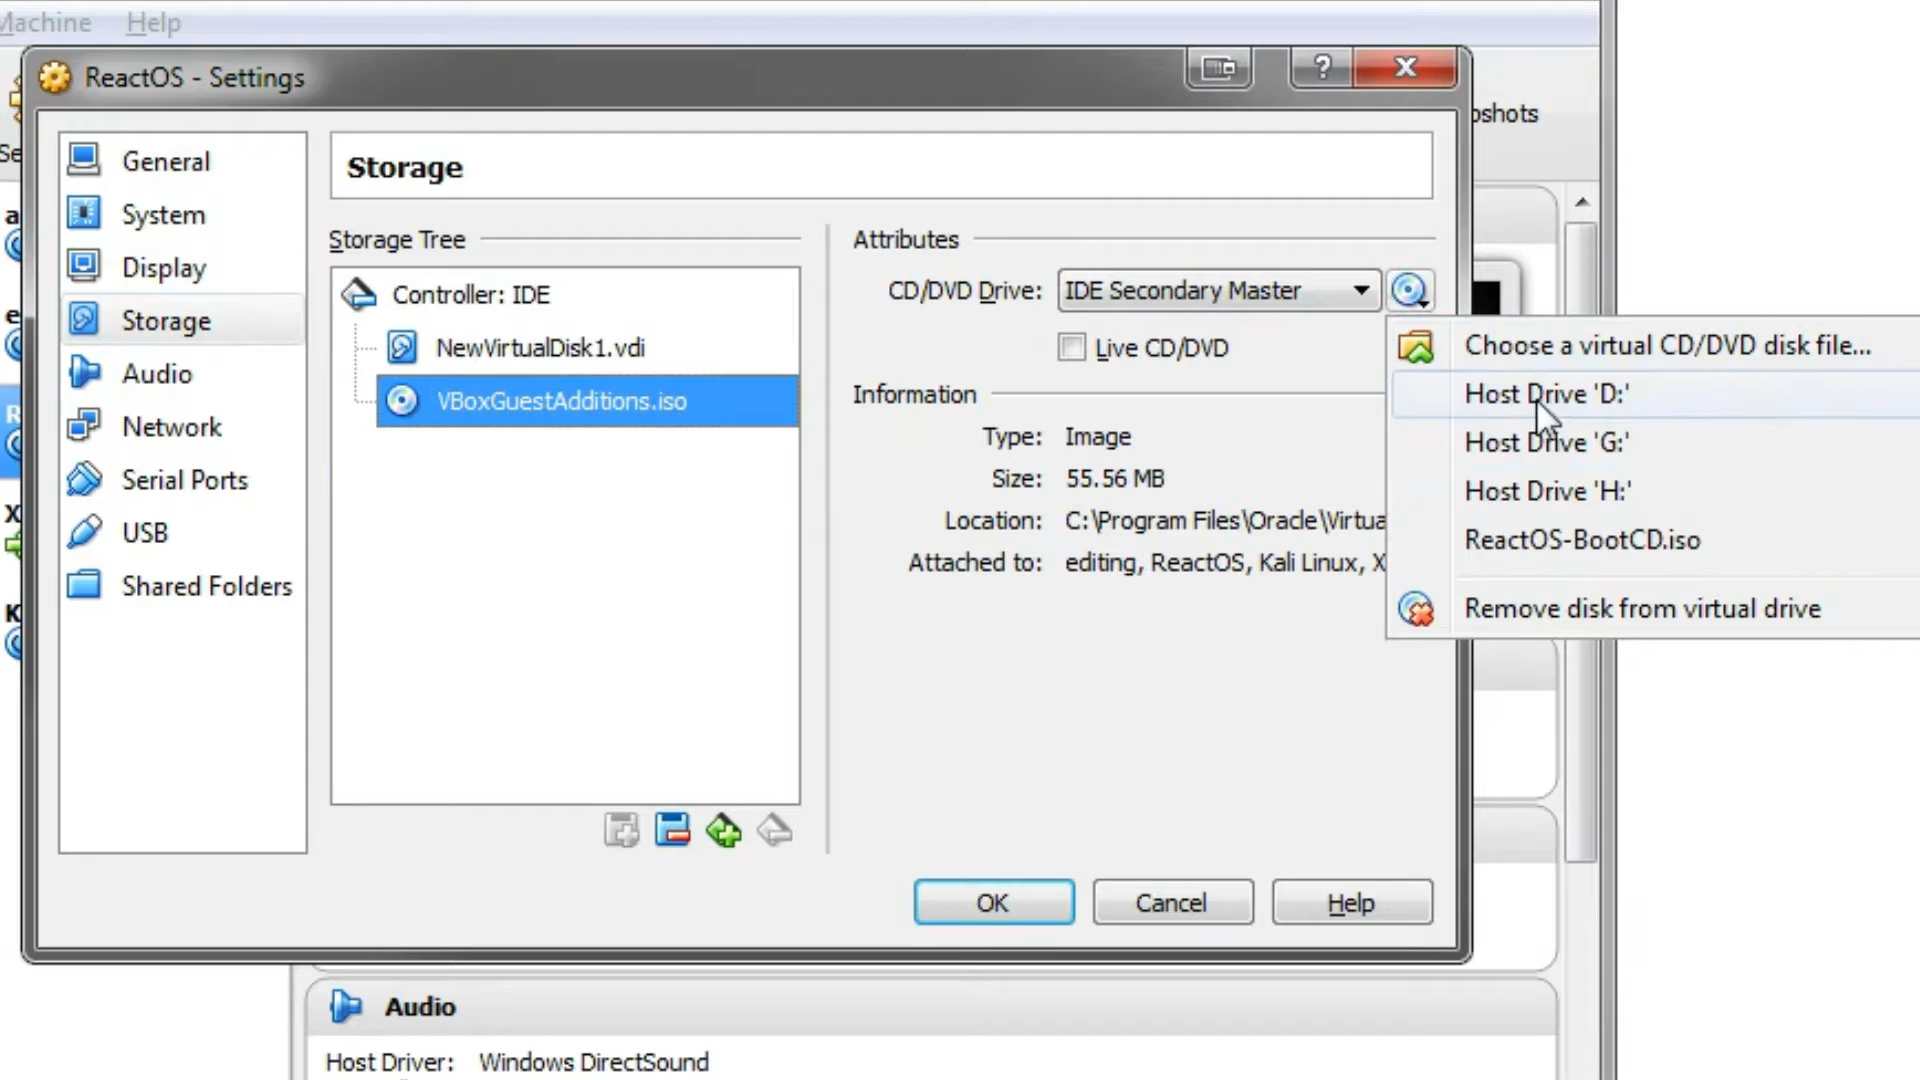 Machine Help
ReactOS - Settings
pshots
Se
General
System
Display
Storage
Audio
Network
Serial Ports
USB
Shared Folders
Storage
Storage Tree
Controller: IDE
NewVirtualDisk1.vdi
VBoxGuestAdditions.iso
Attributes
CD/DVD Drive: IDE Secondary Master
Live CD/DVD
Information
Type: Image
Size: 55.56 MB
Location: C:\Program Files\Oracle\Virtua
Attached to: editing, ReactOS, Kali Linux, X
Choose a virtual CD/DVD disk file...
Host Drive 'D:'
Host Drive 'G:'
Host Drive 'H:'
ReactOS-BootCD.iso
Remove disk from virtual drive
a
e
R
X
K
OK Cancel Help
Audio
Host Driver: Windows DirectSound